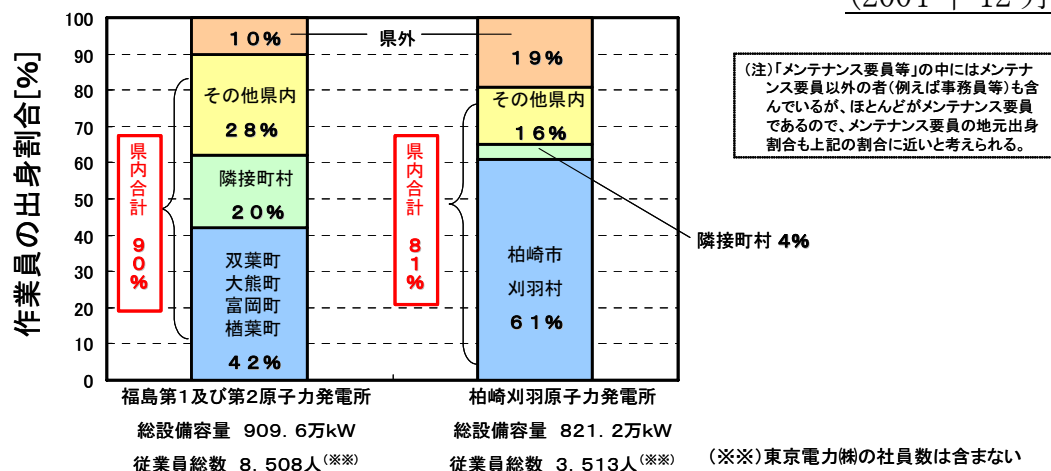 作業員の出身割合[%]
100
90
80
70
60
50
40
30
20
10
0
10%
県外
19%
その他県内
28%
その他県内
16%
隣接町村
20%
隣接町村 4%
県内合計 90%
県内合計 81%
双葉町
大熊町
富岡町
楢葉町
42%
柏崎市
刈羽村
61%
(注)「メンテナンス要員等」の中にはメンテナ
ンス要員以外の者(例えば事務員等)も含
んでいるが、ほとんどがメンテナンス要員
であるので、メンテナンス要員の地元出身
割合も上記の割合に近いと考えられる。
福島第1及び第2原子力発電所
総設備容量 909.6万kW
従業員総数 8,508人(※※)
柏崎刈羽原子力発電所
総設備容量 821.2万kW
従業員総数 3,513人(※※)
(※※)東京電力㈱の社員数は含まない